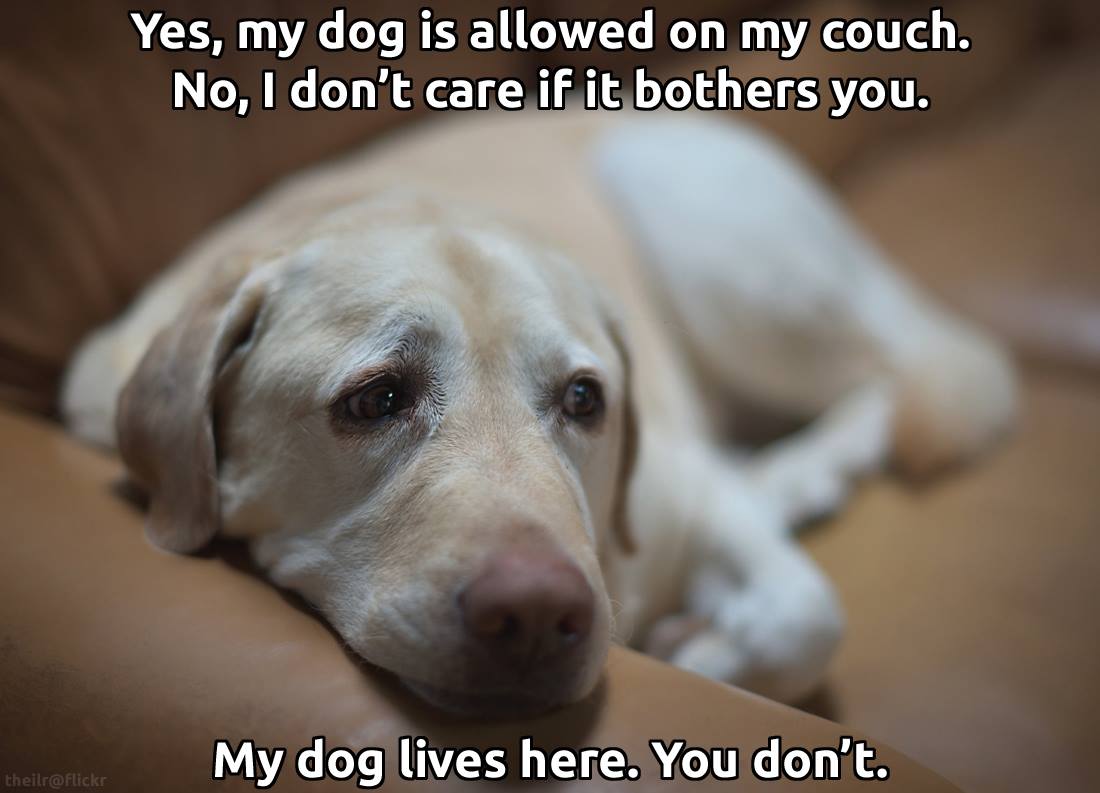 Yes, my dog is allowed on my couch.
No, I don't care if it bothers you.
My dog lives here. You don't.
theilr@flickr